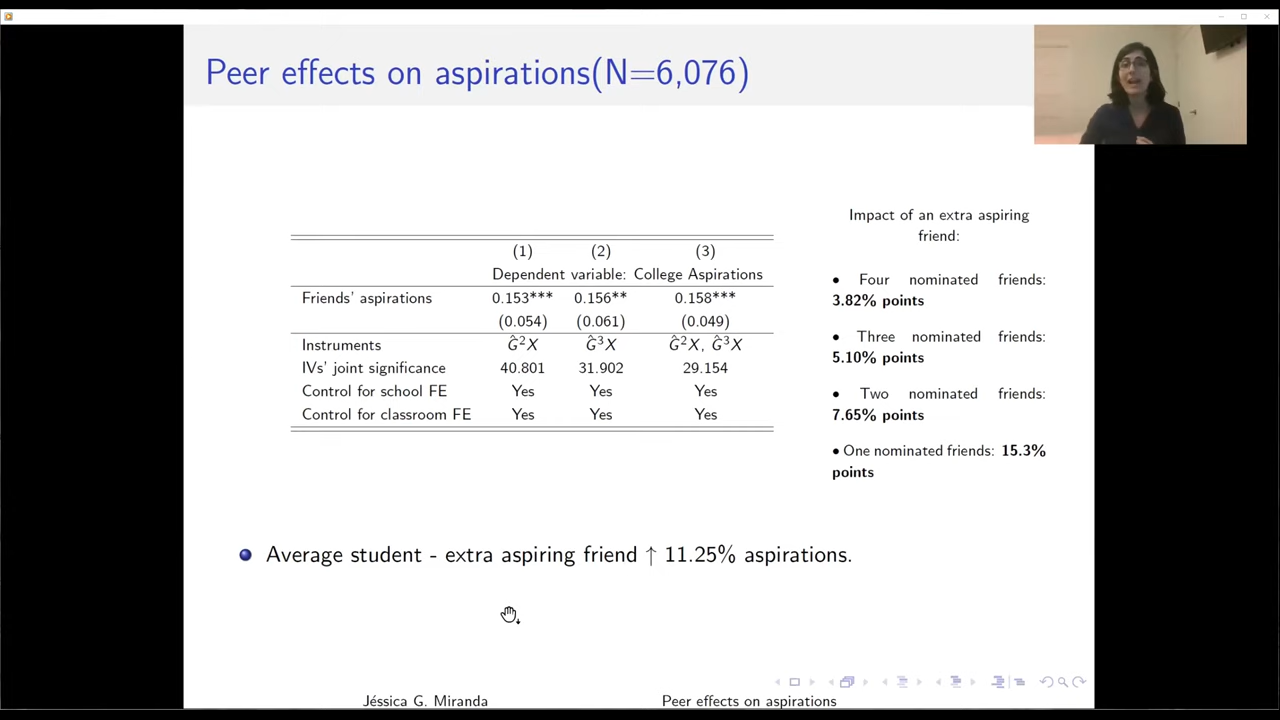 Peer effects on aspirations(N=6,076)
(1) (2) (3)
Dependent variable: College Aspirations
Friends' aspirations 0.153*** 0.156** 0.158***
(0.054) (0.061) (0.049)
Instruments Ĝ²X Ĝ³X Ĝ²X, Ĝ³X
IVs' joint significance 40.801 31.902 29.154
Control for school FE Yes Yes Yes
Control for classroom FE Yes Yes Yes
Impact of an extra aspiring
friend:
• Four nominated friends:
3.82% points
• Three nominated friends:
5.10% points
• Two nominated friends:
7.65% points
• One nominated friends: 15.3%
points
Average student - extra aspiring friend ↑ 11.25% aspirations.
Jéssica G. Miranda Peer effects on aspirations